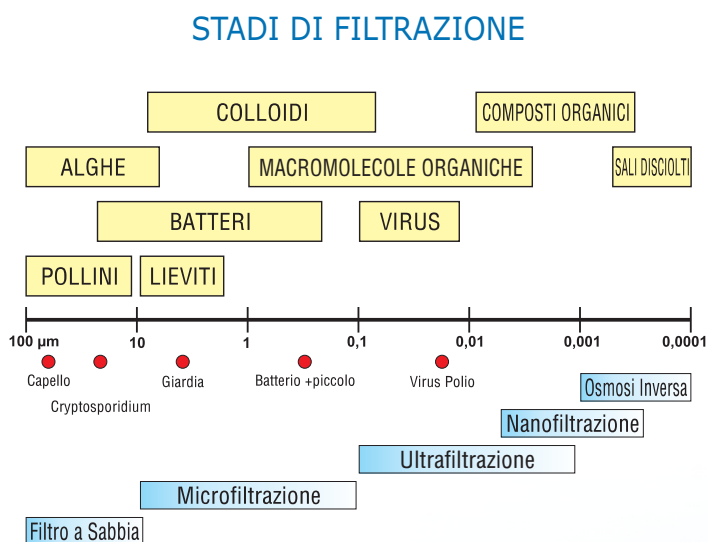 STADI DI FILTRAZIONE
COLLOIDI
COMPOSTI ORGANICI
ALGHE
MACROMOLECOLE ORGANICHE
SALI DISCIOLTI
BATTERI
VIRUS
POLLINI
LIEVITI
100 µm 10 1 0,1 0,01 0,001 0,0001
Capello
Cryptosporidium
Giardia
Batterio +piccolo
Virus Polio
Osmosi Inversa
Nanofiltrazione
Ultrafiltrazione
Microfiltrazione
Filtro a Sabbia